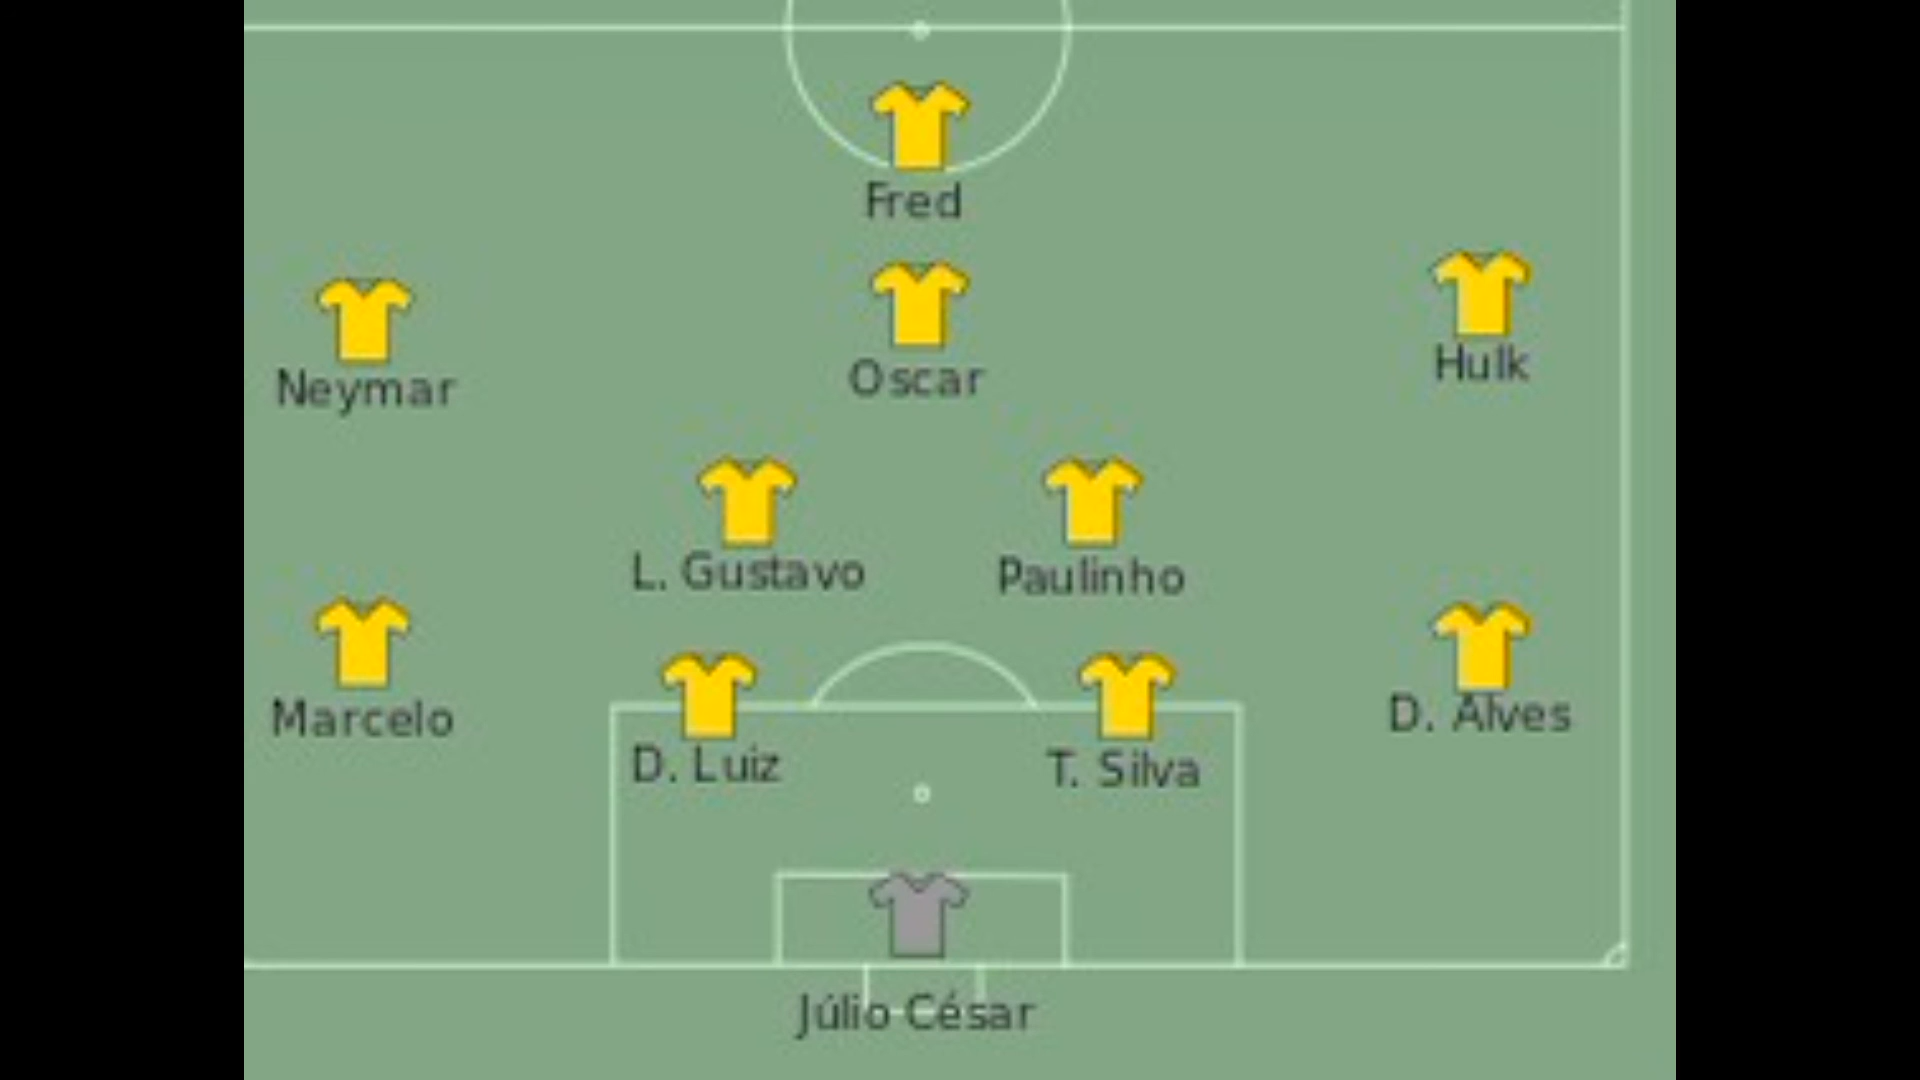 Fred
Neymar
Oscar
Hulk
L. Gustavo
Paulinho
Marcelo
D. Luiz
T. Silva
D. Alves
Júlio César